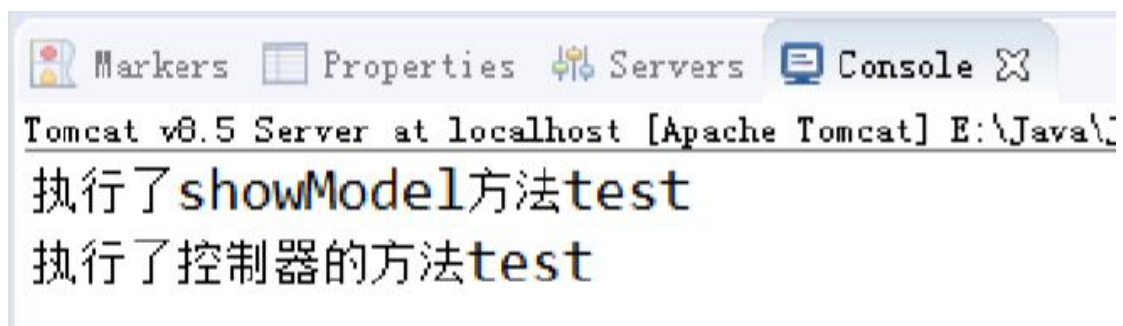 Markers Properties Servers Console
Tomcat v8.5 Server at localhost [Apache Tomcat] E:\Java\J
执行了showModel方法test
执行了控制器的方法test